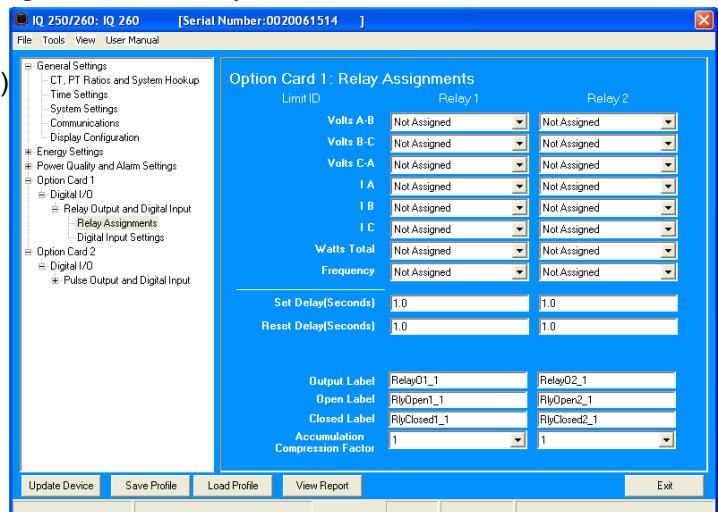 IQ 250/260: IQ 260 [Serial Number:0020061514 ]
File Tools View User Manual
)
General Settings
CT, PT Ratios and System Hookup
Time Settings
System Settings
Communications
Display Configuration
Energy Settings
Power Quality and Alarm Settings
Option Card 1
Digital I/O
Relay Output and Digital Input
Relay Assignments
Digital Input Settings
Option Card 2
Digital I/O
Pulse Output and Digital Input
Option Card 1: Relay Assignments
Limit ID Relay 1 Relay 2
Volts A-B Not Assigned Not Assigned
Volts B-C Not Assigned Not Assigned
Volts C-A Not Assigned Not Assigned
I A Not Assigned Not Assigned
I B Not Assigned Not Assigned
I C Not Assigned Not Assigned
Watts Total Not Assigned Not Assigned
Frequency Not Assigned Not Assigned
Set Delay(Seconds) 1.0 1.0
Reset Delay(Seconds) 1.0 1.0
Output Label RelayO1_1 RelayO2_1
Open Label RlyOpen1_1 RlyOpen2_1
Closed Label RlyClosed1_1 RlyClosed2_1
Accumulation
Compression Factor 1 1
Update Device Save Profile Load Profile View Report Exit